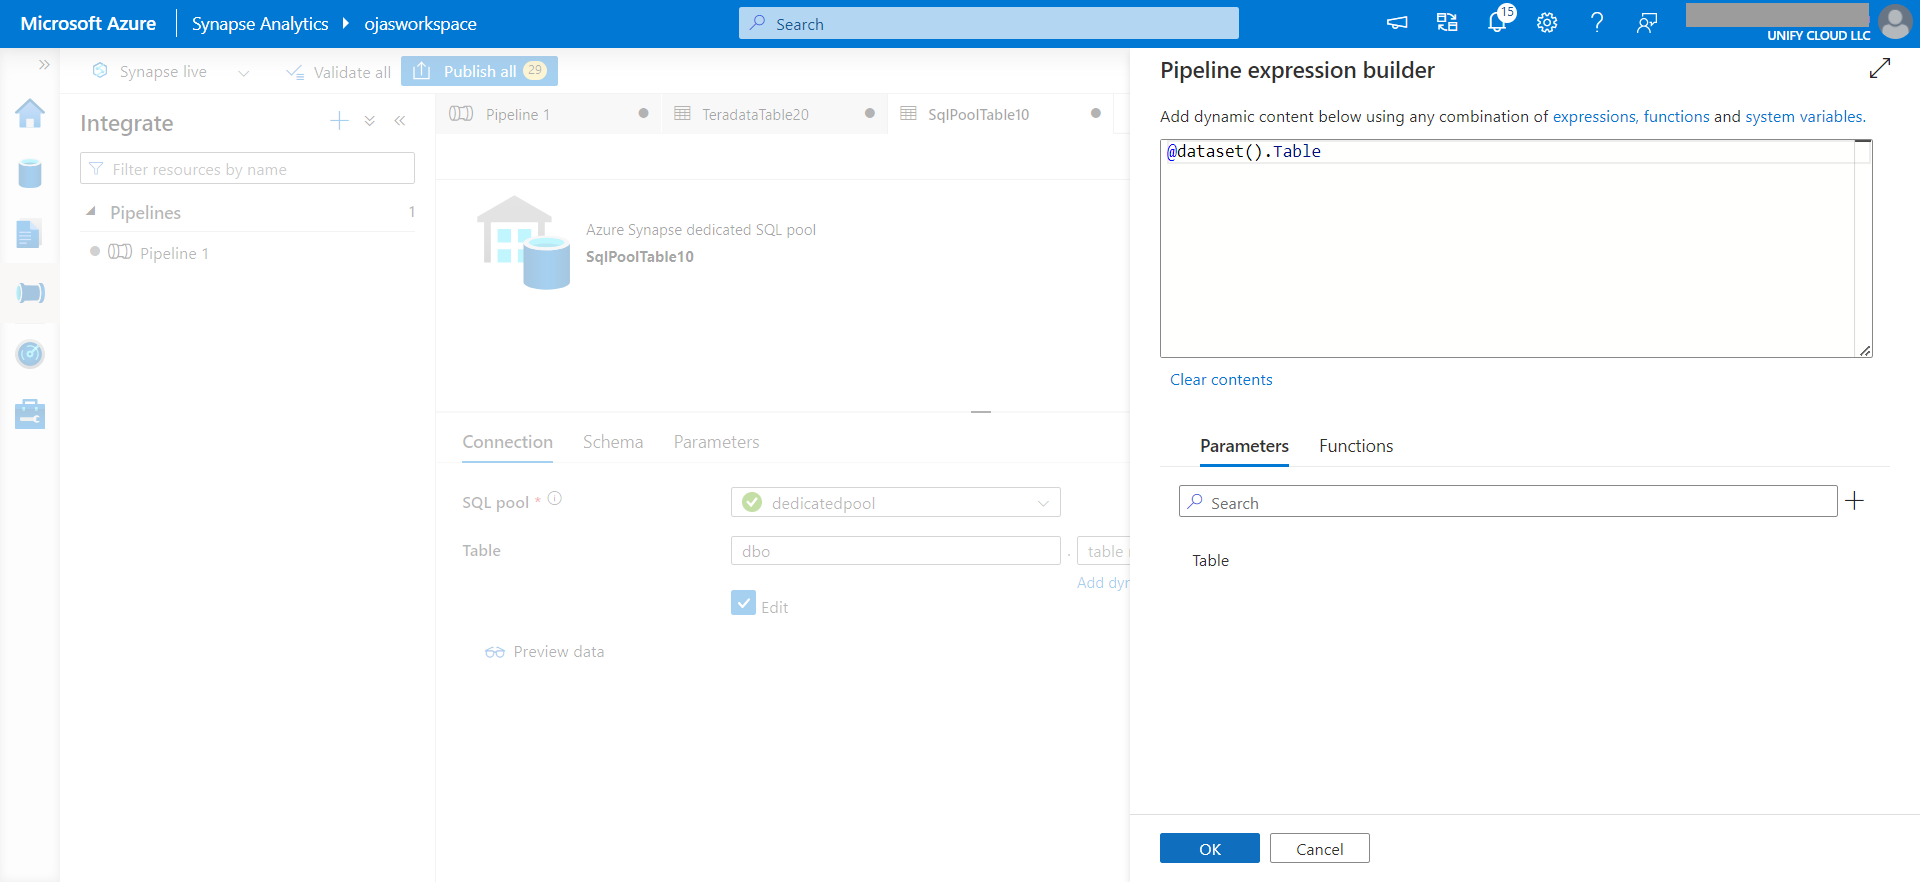 Microsoft Azure
Synapse Analytics
ojasworkspace
Search
15
UNIFY CLOUD LLC
Synapse live
Validate all
Publish all 29
Integrate
Filter resources by name
Pipelines 1
Pipeline 1
Pipeline 1
TeradataTable20
SqlPoolTable10
Azure Synapse dedicated SQL pool
SqlPoolTable10
Connection
Schema
Parameters
SQL pool *
dedicatedpool
Table
dbo
.
table
Add dyr
Edit
Preview data
Pipeline expression builder
Add dynamic content below using any combination of expressions, functions and system variables.
@dataset().Table
Clear contents
Parameters
Functions
Search
Table
OK
Cancel